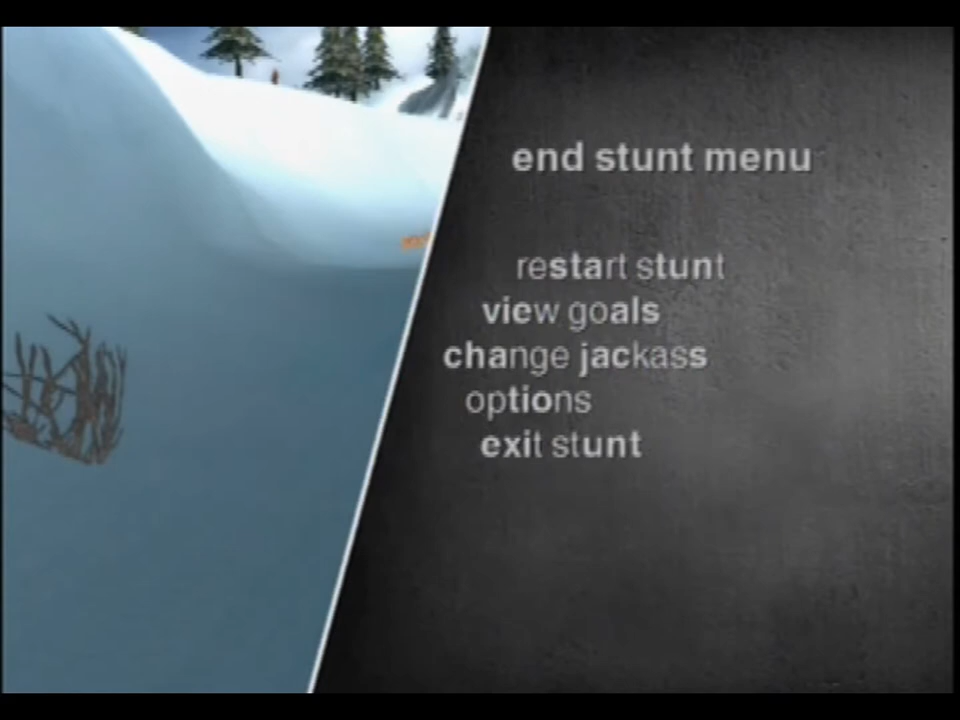 end stunt menu
restart stunt
view goals
change jackass
options
exit stunt